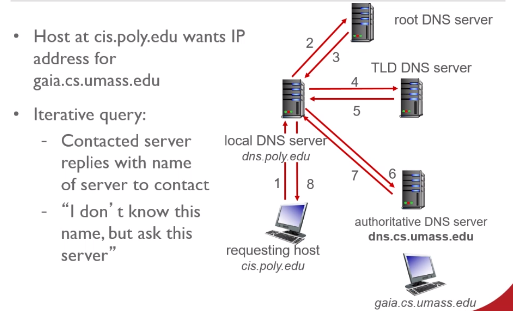 • Host at cis.poly.edu wants IP
address for
gaia.cs.umass.edu
• Iterative query:
- Contacted server
replies with name
of server to contact
- “I don’t know this
name, but ask this
server”
root DNS server
2
3
TLD DNS server
4
5
local DNS server
dns.poly.edu
6
7
1
8
authoritative DNS server
dns.cs.umass.edu
requesting host
cis.poly.edu
gaia.cs.umass.edu